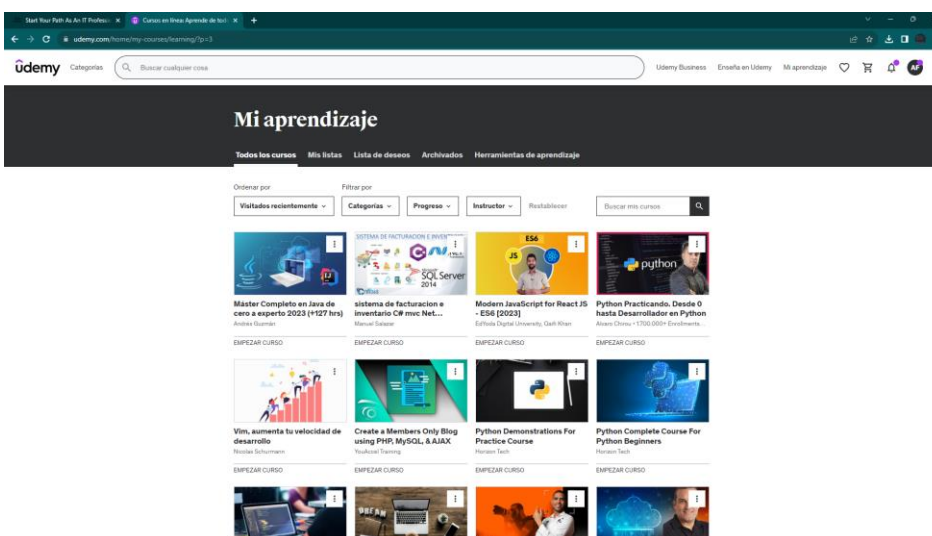 Start Your Path As An IT Professi
Cursos en línea: Aprende de tod
udemy.com/home/my-courses/learning/?p=3
ûdemy
Categorías
Buscar cualquier cosa
Udemy Business
Enseña en Udemy
Mi aprendizaje
AF
Mi aprendizaje
Todos los cursos
Mis listas
Lista de deseos
Archivados
Herramientas de aprendizaje
Ordenar por
Filtrar por
Visitados recientemente
Categorías
Progreso
Instructor
Restablecer
Buscar mis cursos
IJ
SISTEMA DE FACTURACION E INVEN
SQL Server
2014
ES6
JS
python
Máster Completo en Java de
cero a experto 2023 (+127 hrs)
Andrés Guzmán
EMPEZAR CURSO
sistema de facturacion e
inventario C# mvc Net...
Manuel Salazar
EMPEZAR CURSO
Modern JavaScript for React JS
- ES6 [2023]
EdYoda Digital University, Qaifi Khan
EMPEZAR CURSO
Python Practicando. Desde 0
hasta Desarrollador en Python
Alvaro Chirou • 1.700.000+ Enrollments...
EMPEZAR CURSO
Vim, aumenta tu velocidad de
desarrollo
Nicolas Schurmann
EMPEZAR CURSO
Create a Members Only Blog
using PHP, MySQL, & AJAX
YouAccel Training
EMPEZAR CURSO
Python Demonstrations For
Practice Course
Horizon Tech
EMPEZAR CURSO
Python Complete Course For
Python Beginners
Horizon Tech
EMPEZAR CURSO
DREAM